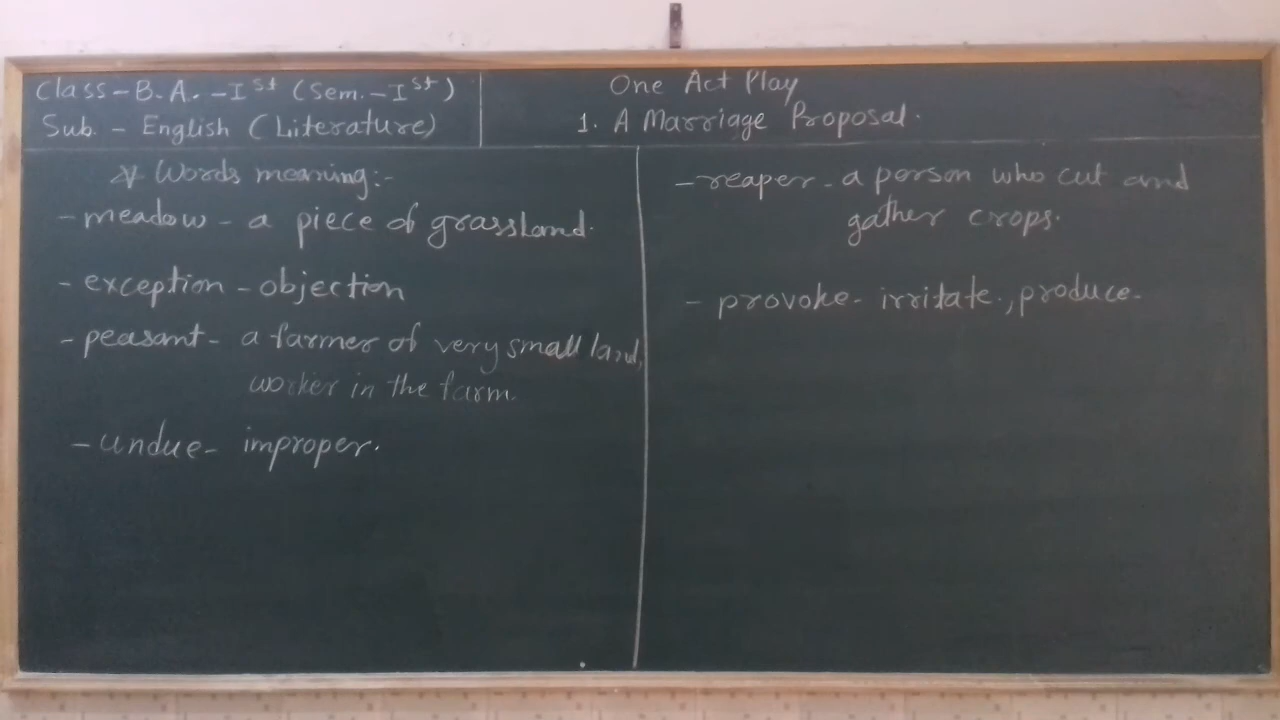 Class - B.A. - Ist (Sem. - Ist)
Sub. - English (Literature)
One Act Play
1. A Marriage Proposal.
* Words meaning:-
- meadow - a piece of grassland.
- exception - objection
- peasant - a farmer of very small land,
worker in the farm.
- undue - improper.
- reaper - a person who cut and
gather crops.
- provoke - irritate., produce.